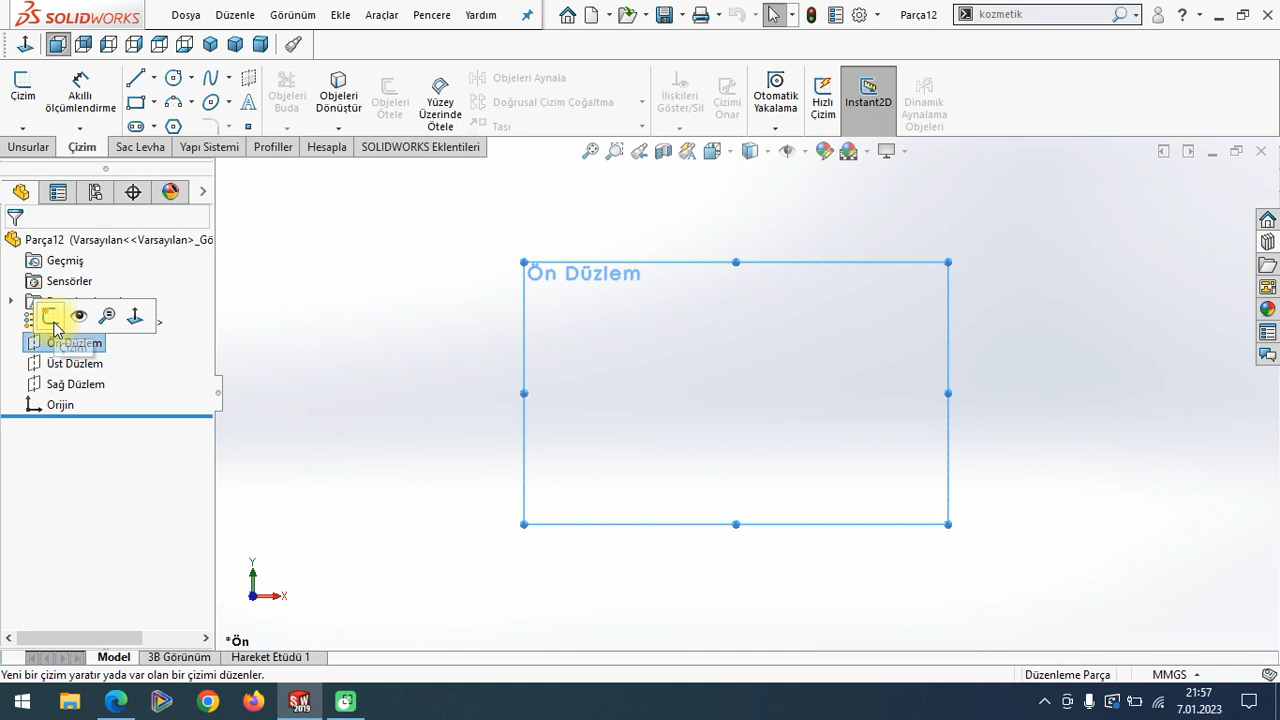 SOLIDWORKS
Dosya Düzenle Görünüm Ekle Araçlar Pencere Yardım
Parça12
kozmetik
Çizim
Akıllı ölçümlendirme
Objeleri Buda
Objeleri Dönüştür
Objeleri Ötele
Yüzey Üzerinde Ötele
Objeleri Aynala
Doğrusal Çizim Çoğaltma
Taşı
İlişkileri Göster/Sil
Çizimi Onar
Otomatik Yakalama
Hızlı Çizim
Instant2D
Dinamik Aynalama Objeleri
Unsurlar Çizim Sac Levha Yapı Sistemi Profiller Hesapla SOLIDWORKS Eklentileri
Parça12 (Varsayılan<<Varsayılan>_Gö
Geçmiş
Sensörler
Ön Düzlem
Çizim
Üst Düzlem
Sağ Düzlem
Orijin
Ön Düzlem
Y
X
*Ön
Model 3B Görünüm Hareket Etüdü 1
Yeni bir çizim yaratır yada var olan bir çizimi düzenler.
Düzenleme Parça
MMGS
SW 2019
21:57
7.01.2023